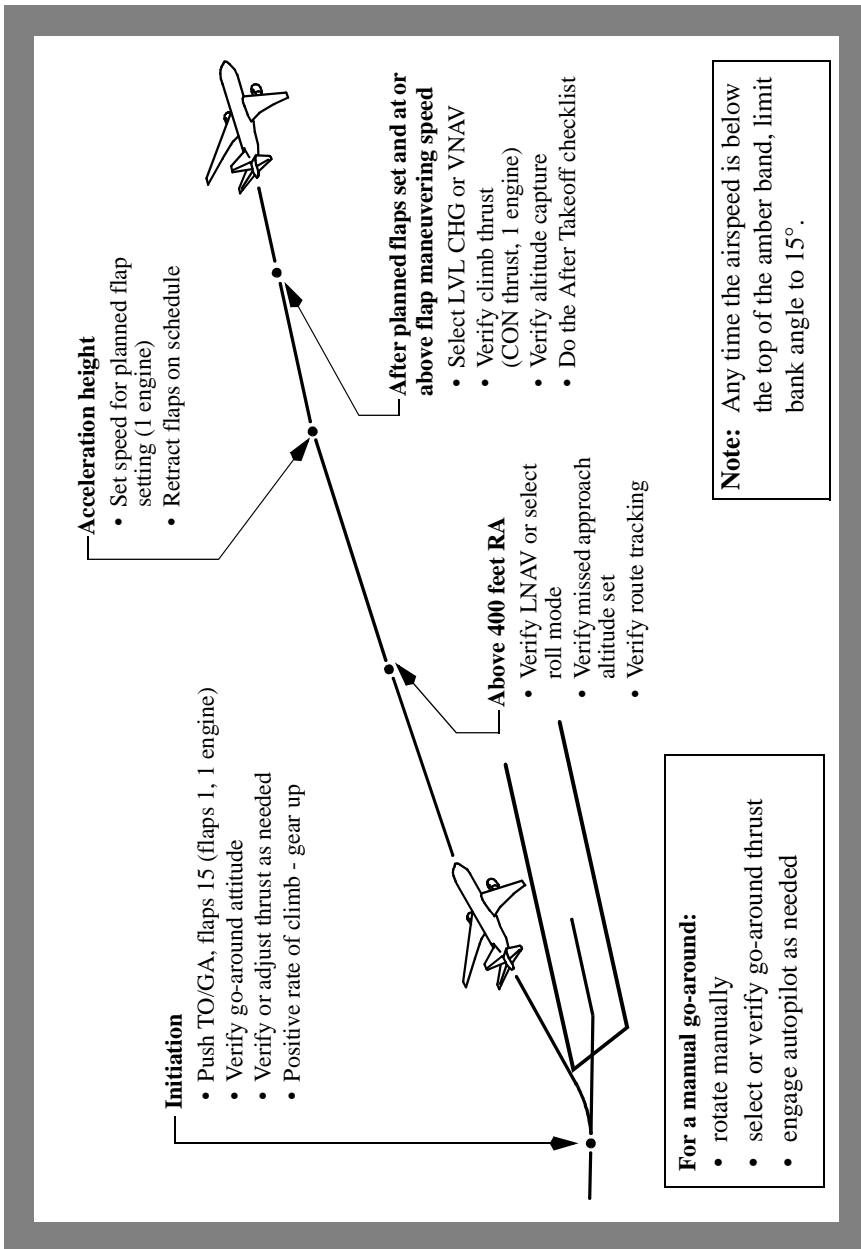 Initiation
• Push TO/GA, flaps 15 (flaps 1, 1 engine)
• Verify go-around attitude
• Verify or adjust thrust as needed
• Positive rate of climb - gear up
Above 400 feet RA
• Verify LNAV or select
roll mode
• Verify missed approach
altitude set
• Verify route tracking
Acceleration height
• Set speed for planned flap
setting (1 engine)
• Retract flaps on schedule
After planned flaps set and at or
above flap maneuvering speed
• Select LVL CHG or VNAV
• Verify climb thrust
(CON thrust, 1 engine)
• Verify altitude capture
• Do the After Takeoff checklist
For a manual go-around:
• rotate manually
• select or verify go-around thrust
• engage autopilot as needed
Note: Any time the airspeed is below
the top of the amber band, limit
bank angle to 15°.